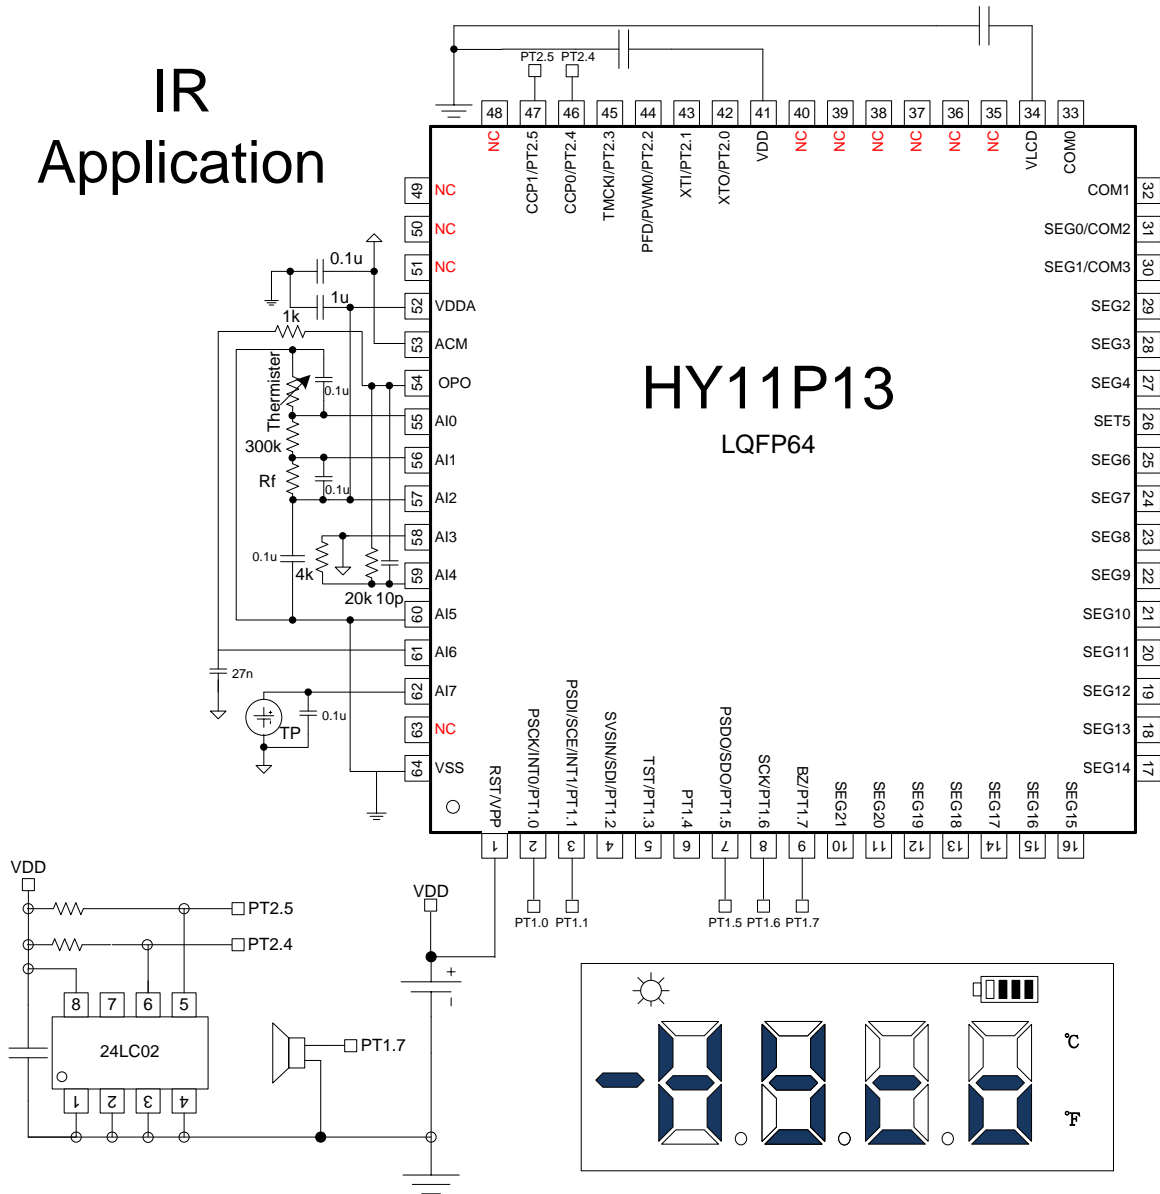 IR
Application
PT2.5
PT2.4
48 47 46 45 44 43 42 41 40 39 38 37 36 35 34 33
NC
CCP1/PT2.5
CCP0/PT2.4
TMCKI/PT2.3
PFD/PWM0/PT2.2
XTI/PT2.1
XTO/PT2.0
VDD
NC
NC
NC
NC
NC
NC
VLCD
COM0
49 NC
50 NC
51 NC
52 VDDA
53 ACM
54 OPO
55 AI0
56 AI1
57 AI2
58 AI3
59 AI4
60 AI5
61 AI6
62 AI7
63 NC
64 VSS
0.1u
1u
1k
Thermister
0.1u
300k
Rf
0.1u
0.1u
4k
20k 10p
27n
0.1u
TP
HY11P13
LQFP64
COM1 32
SEG0/COM2 31
SEG1/COM3 30
SEG2 29
SEG3 28
SEG4 27
SET5 26
SEG6 25
SEG7 24
SEG8 23
SEG9 22
SEG10 21
SEG11 20
SEG12 19
SEG13 18
SEG14 17
RST/VPP
PSCK/INT0/PT1.0
PSDI/SCE/INT1/PT1.1
SVSIN/SDI/PT1.2
TST/PT1.3
PT1.4
PSDO/SDO/PT1.5
SCK/PT1.6
BZ/PT1.7
SEG21
SEG20
SEG19
SEG18
SEG17
SEG16
SEG15
1 2 3 4 5 6 7 8 9 10 11 12 13 14 15 16
PT1.0
PT1.1
PT1.5
PT1.6
PT1.7
VDD
PT2.5
PT2.4
8 7 6 5
24LC02
1 2 3 4
PT1.7
VDD
+
−
℃
℉